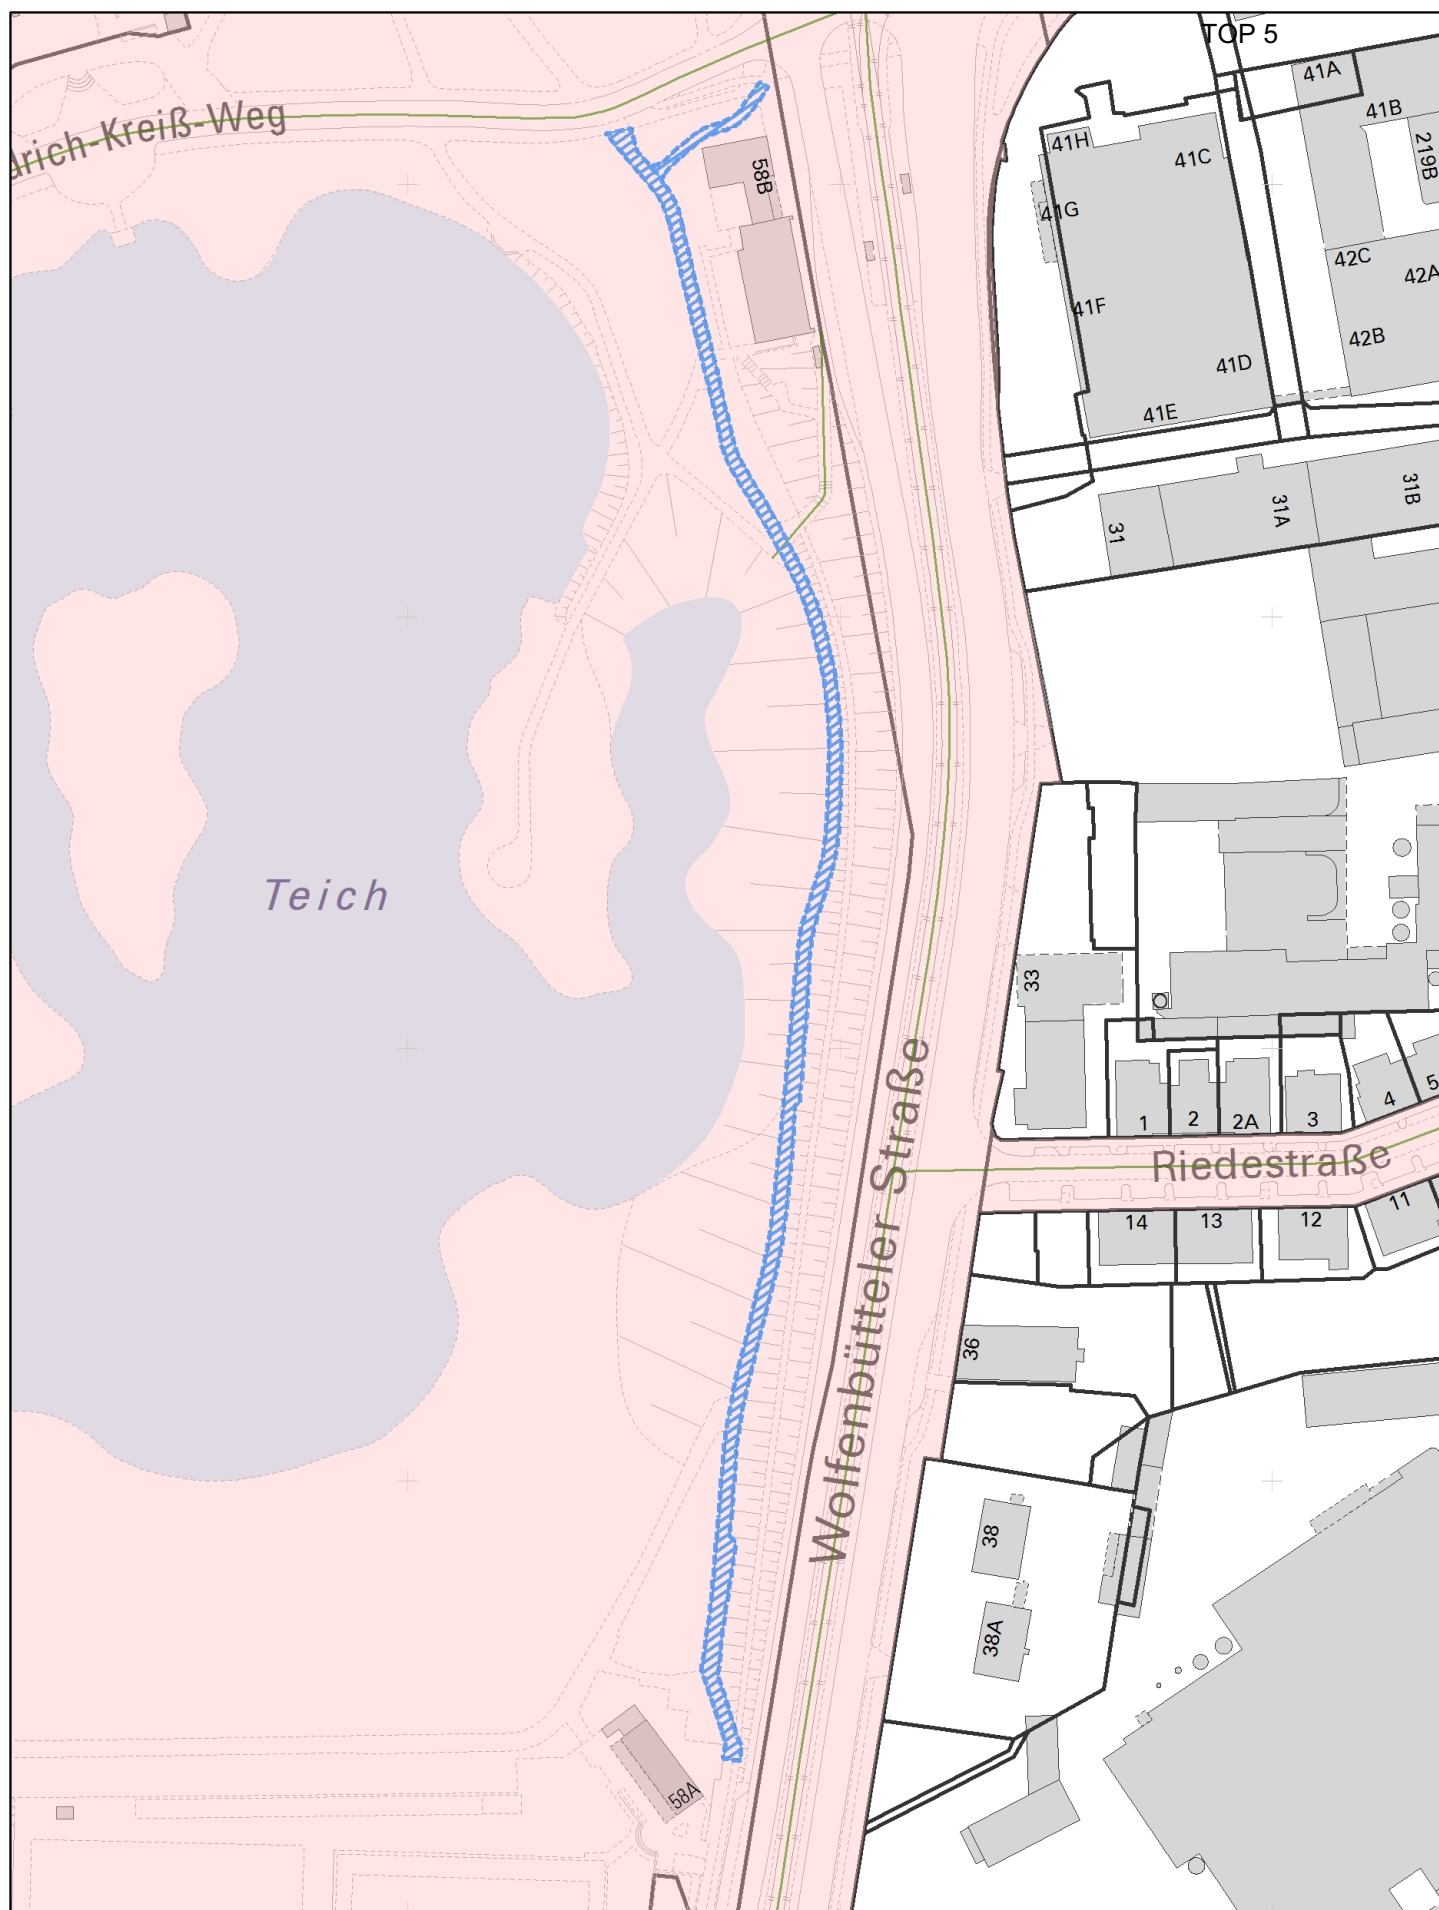 TOP 5
41A
41B
drich-Kreiß-Weg
41H
41C
219B
58B
41G
42C
42A
41F
42B
41D
41E
31B
31A
31
Teich
33
Wolfenbütteler Straße
1
2
2A
3
4
5
Riedestraße
14
13
12
11
36
38
38A
58A